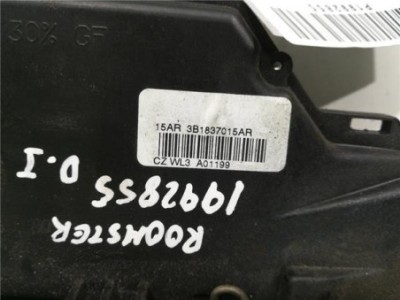 30% GF
15AR 3B1837015AR
CZ WL3 A01199
ROOMSTER
1992855 D.I